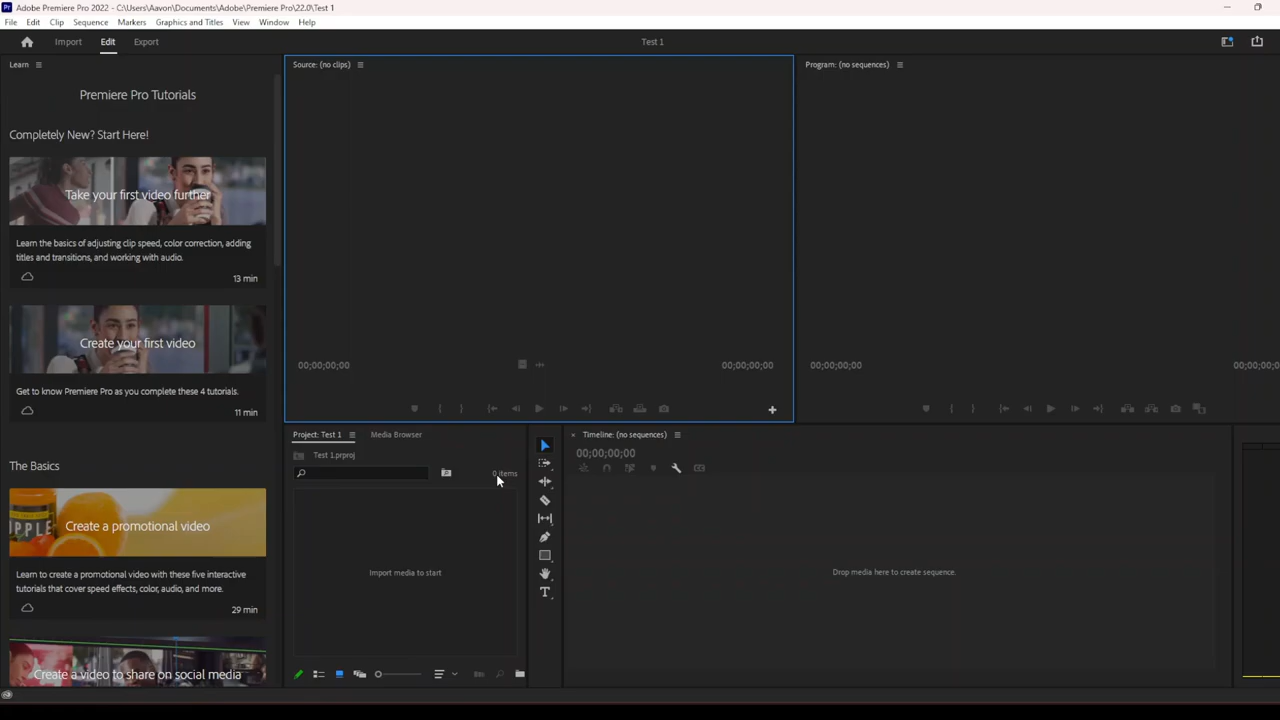 Adobe Premiere Pro 2022 - C:\Users\Aavon\Documents\Adobe\Premiere Pro\22.0\Test 1
File Edit Clip Sequence Markers Graphics and Titles View Window Help
Import Edit Export Test 1
Learn
Premiere Pro Tutorials
Completely New? Start Here!
Take your first video further
Learn the basics of adjusting clip speed, color correction, adding
titles and transitions, and working with audio.
13 min
Create your first video
Get to know Premiere Pro as you complete these 4 tutorials.
11 min
The Basics
Create a promotional video
Learn to create a promotional video with these five interactive
tutorials that cover speed effects, color, audio, and more.
29 min
Create a video to share on social media
Source: (no clips)
00;00;00;00 00;00;00;00
Program: (no sequences)
00;00;00;00 00;00;00;0
Project: Test 1 Media Browser
Test 1.prproj
0 items
Import media to start
Timeline: (no sequences)
00;00;00;00
Drop media here to create sequence.